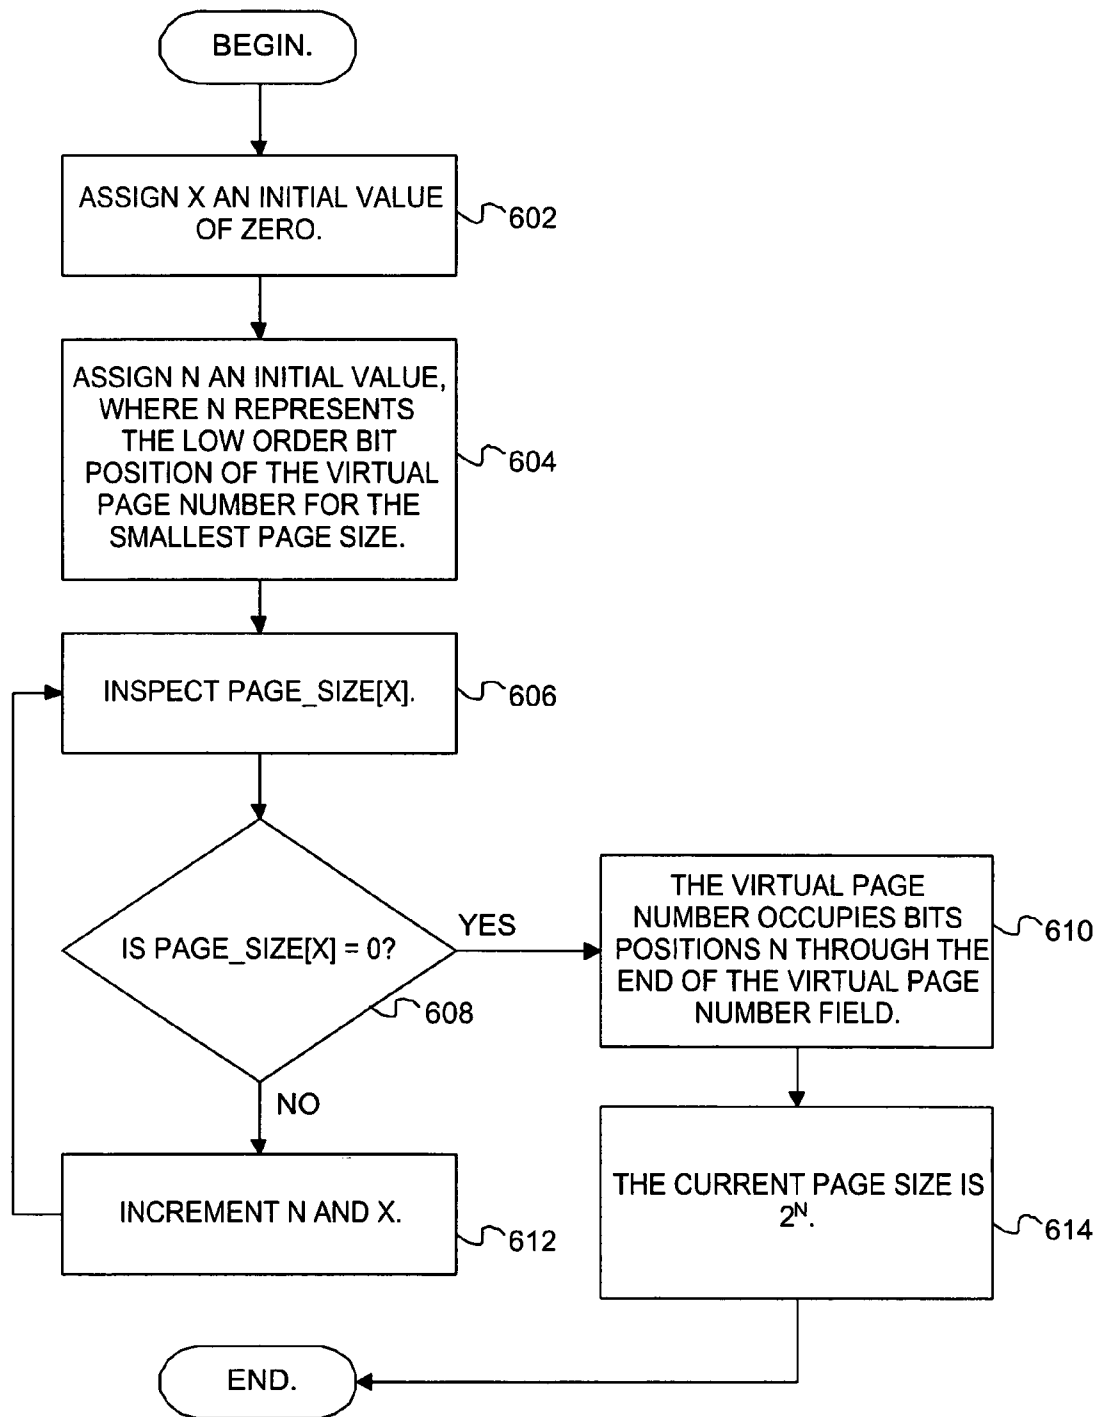 BEGIN.
ASSIGN X AN INITIAL VALUE
OF ZERO.
602
ASSIGN N AN INITIAL VALUE,
WHERE N REPRESENTS
THE LOW ORDER BIT
POSITION OF THE VIRTUAL
PAGE NUMBER FOR THE
SMALLEST PAGE SIZE.
604
INSPECT PAGE_SIZE[X].
606
IS PAGE_SIZE[X] = 0?
608
YES
THE VIRTUAL PAGE
NUMBER OCCUPIES BITS
POSITIONS N THROUGH THE
END OF THE VIRTUAL PAGE
NUMBER FIELD.
610
NO
INCREMENT N AND X.
612
THE CURRENT PAGE SIZE IS
2ᴺ.
614
END.